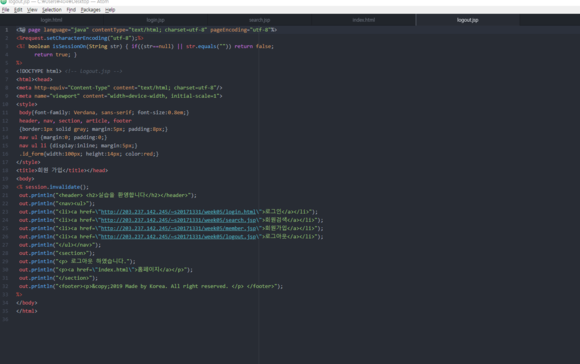 logout.jsp
File Edit View Selection Find Packages Help
login.html login.jsp search.jsp index.html logout.jsp
1 <%@ page language="java" contentType="text/html; charset=utf-8" pageEncoding="utf-8"%>
<%request.setCharacterEncoding("utf-8");%>
<%! boolean isSessionOn(String str) { if((str==null) || str.equals("")) return false;
return true; }
%>
<!DOCTYPE html> <!-- logout.jsp -->
<html><head>
<meta http-equiv="Content-Type" content="text/html; charset=utf-8"/>
<meta name="viewport" content="width=device-width, initial-scale=1">
<style>
body{font-family: Verdana, sans-serif; font-size:0.8em;}
header, nav, section, article, footer
{border:1px solid gray; margin:5px; padding:8px;}
nav ul {margin:0; padding:0;}
nav ul li {display:inline; margin:5px;}
.id_form{width:100px; height:14px; color:red;}
</style>
<title>회원 가입</title></head>
<body>
<% session.invalidate();
out.println("<header> <h2>실습을 환영합니다</h2></header>");
out.println("<nav><ul>");
out.println("<li><a href=\"http://203.237.142.245/~s20171331/week05/login.html\">로그인</a></li>");
out.println("<li><a href=\"http://203.237.142.245/~s20171331/week05/search.jsp\">회원검색</a></li>");
out.println("<li><a href=\"http://203.237.142.245/~s20171331/week05/member.jsp\">회원가입</a></li>");
out.println("<li><a href=\"http://203.237.142.245/~s20171331/week05/logout.jsp\">로그아웃</a></li>");
out.println("</ul></nav>");
out.println("<section>");
out.println("<p> 로그아웃 하였습니다.");
out.println("<p><a href=\"index.html\">홈페이지</a></p>");
out.println("</section>");
out.println("<footer><p>&copy;2019 Made by Korea. All right reserved. </p> </footer>");
%>
</body>
</html>